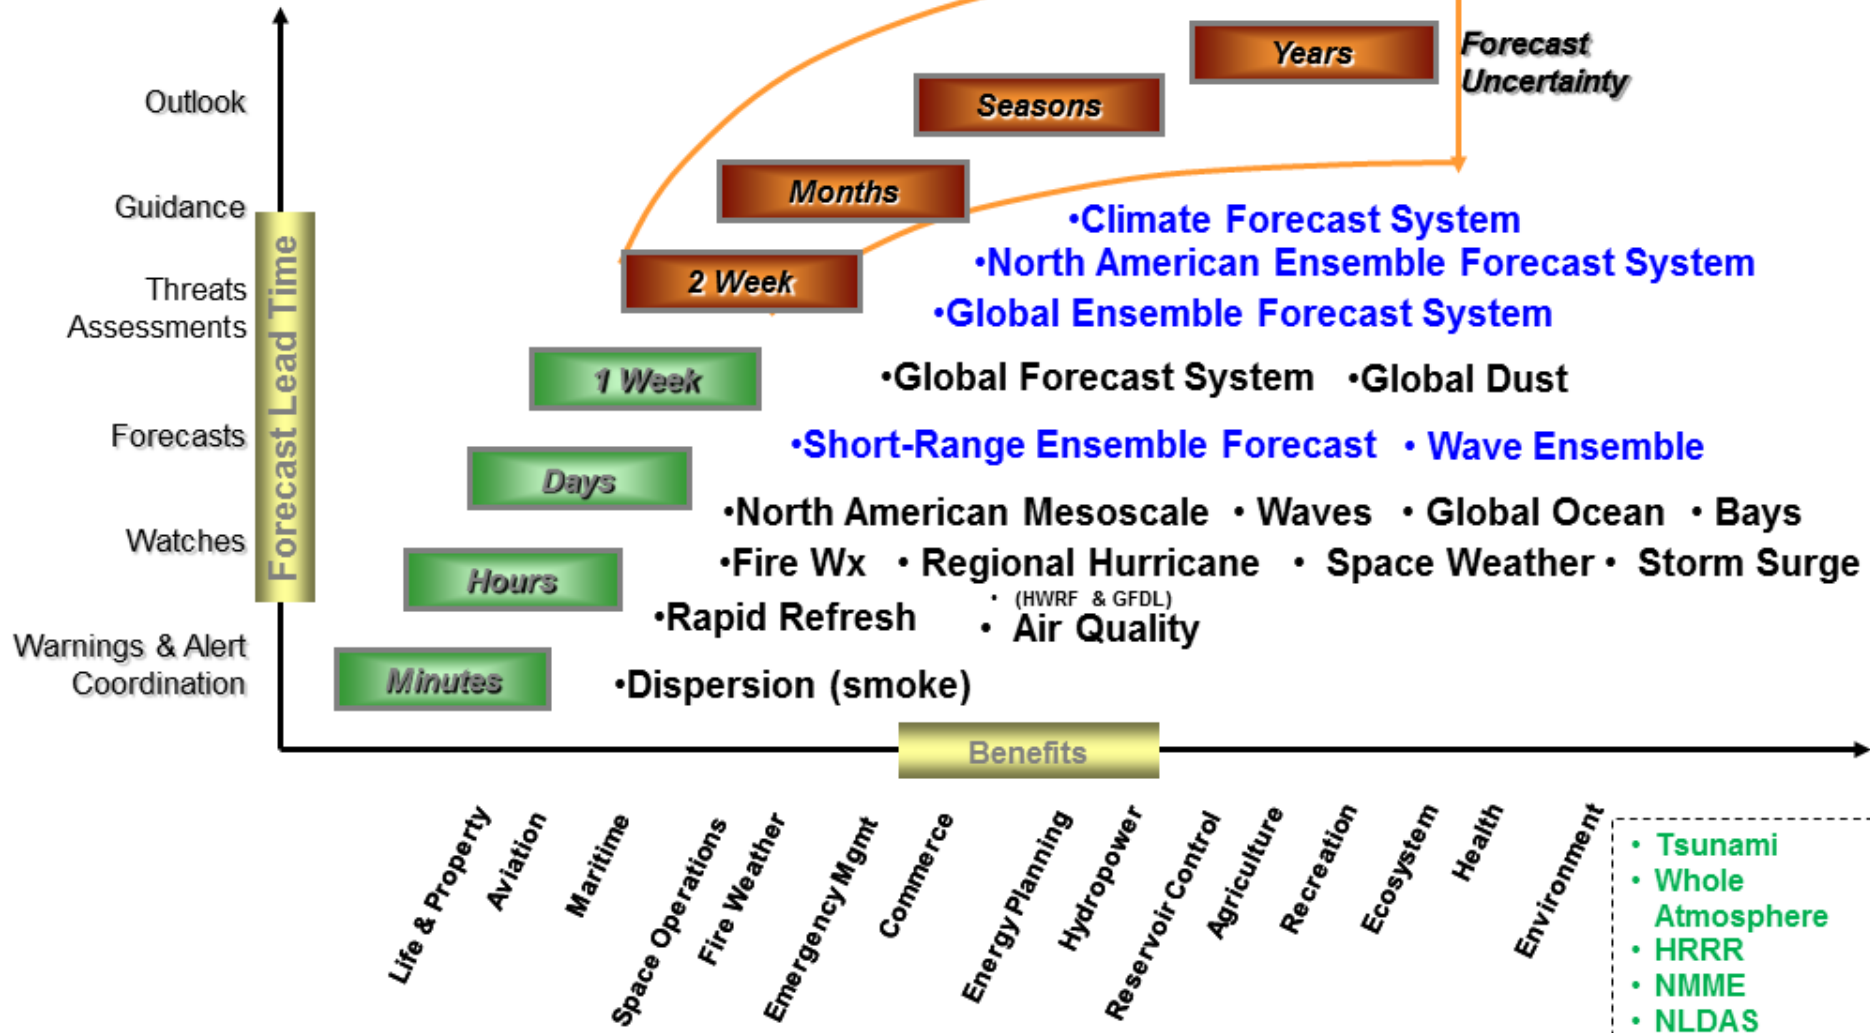 Years
Forecast
Uncertainty
Outlook
Seasons
Months
Guidance
•Climate Forecast System
•North American Ensemble Forecast System
2 Week
Threats
Assessments
•Global Ensemble Forecast System
Forecast Lead Time
1 Week
•Global Forecast System •Global Dust
Forecasts
•Short-Range Ensemble Forecast • Wave Ensemble
Days
•North American Mesoscale • Waves • Global Ocean • Bays
Watches
•Fire Wx • Regional Hurricane • Space Weather • Storm Surge
Hours
• (HWRF & GFDL)
•Rapid Refresh • Air Quality
Warnings & Alert
Coordination
Minutes
•Dispersion (smoke)
Benefits
Life & Property
Aviation
Maritime
Space Operations
Fire Weather
Emergency Mgmt
Commerce
Energy Planning
Hydropower
Reservoir Control
Agriculture
Recreation
Ecosystem
Health
Environment
• Tsunami
• Whole
Atmosphere
• HRRR
• NMME
• NLDAS